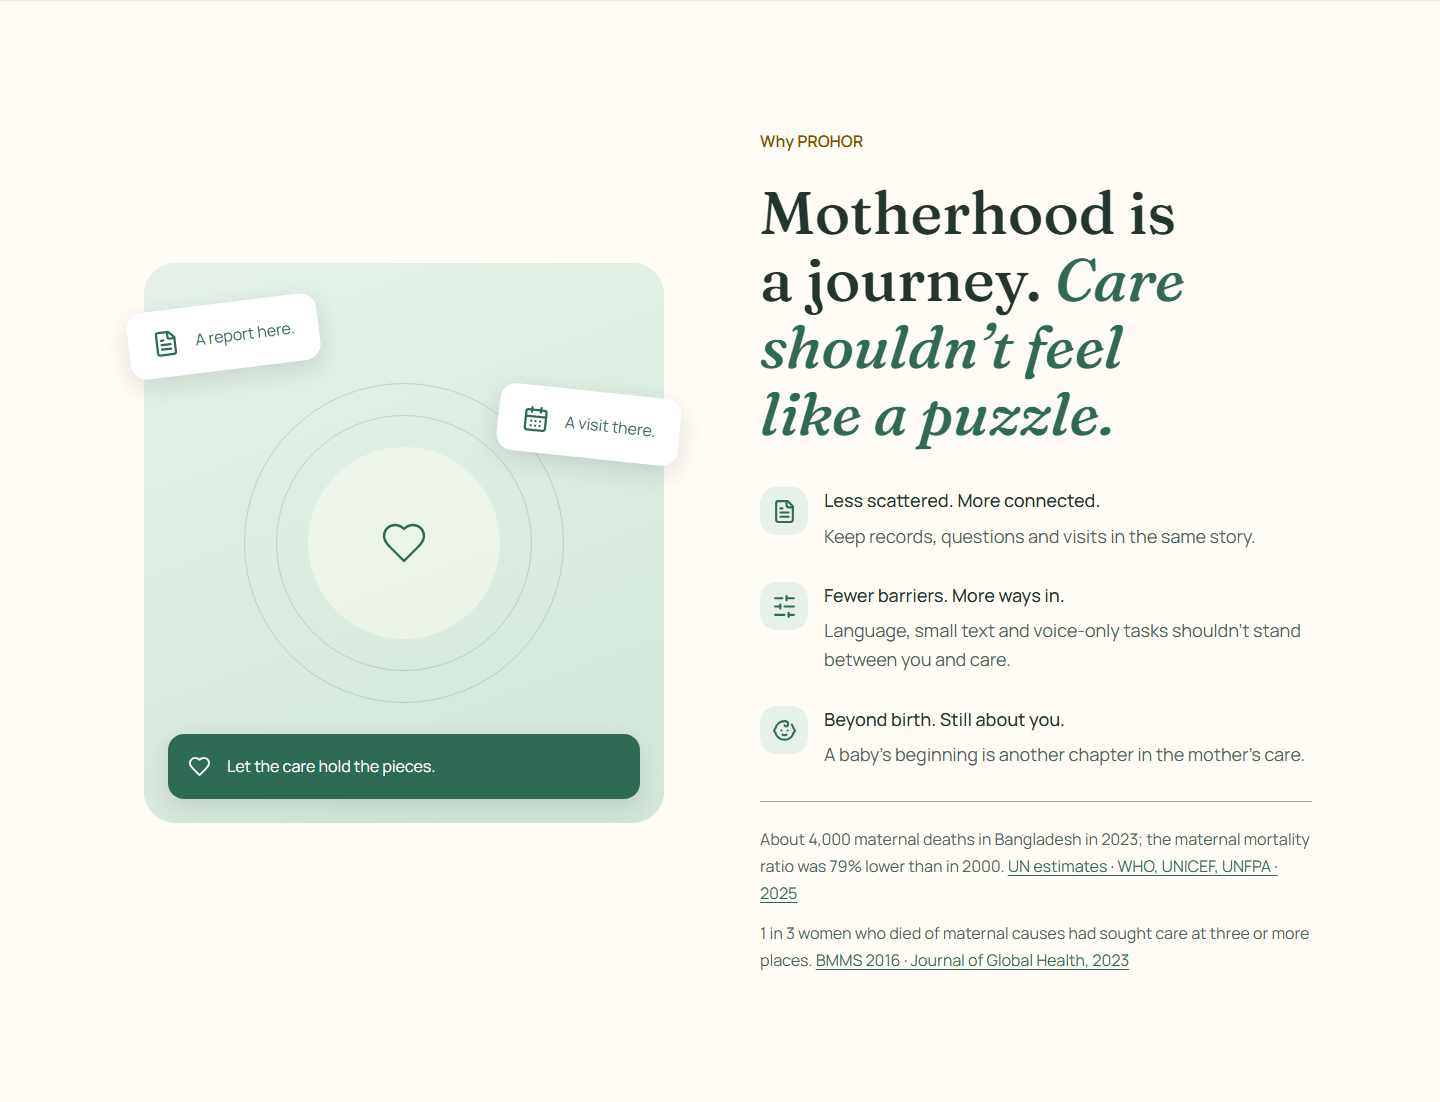 Why PROHOR
Motherhood is
a journey. Care
shouldn’t feel
like a puzzle.
A report here.
A visit there.
Let the care hold the pieces.
Less scattered. More connected.
Keep records, questions and visits in the same story.
Fewer barriers. More ways in.
Language, small text and voice-only tasks shouldn’t stand
between you and care.
Beyond birth. Still about you.
A baby’s beginning is another chapter in the mother’s care.
About 4,000 maternal deaths in Bangladesh in 2023; the maternal mortality
ratio was 79% lower than in 2000. UN estimates · WHO, UNICEF, UNFPA ·
2025
1 in 3 women who died of maternal causes had sought care at three or more
places. BMMS 2016 · Journal of Global Health, 2023